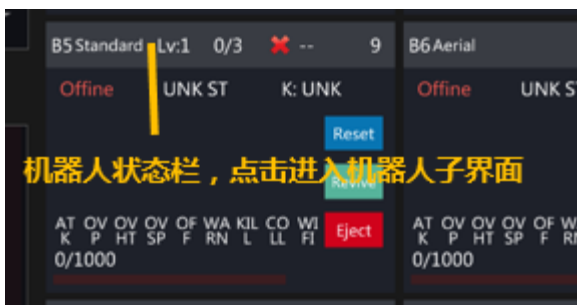 B5 Standard Lv:1 0/3 ✖ -- 9 B6 Aerial
Offine UNK ST K: UNK Offine UNK S
Reset
机器人状态栏,点击进入机器人子界面
Revive
AT OV OV OV OF WA KIL CO WI Eject AT OV OV OV OF W
K P HT SP F RN L LL FI K P HT SP F RN
0/1000 0/1000